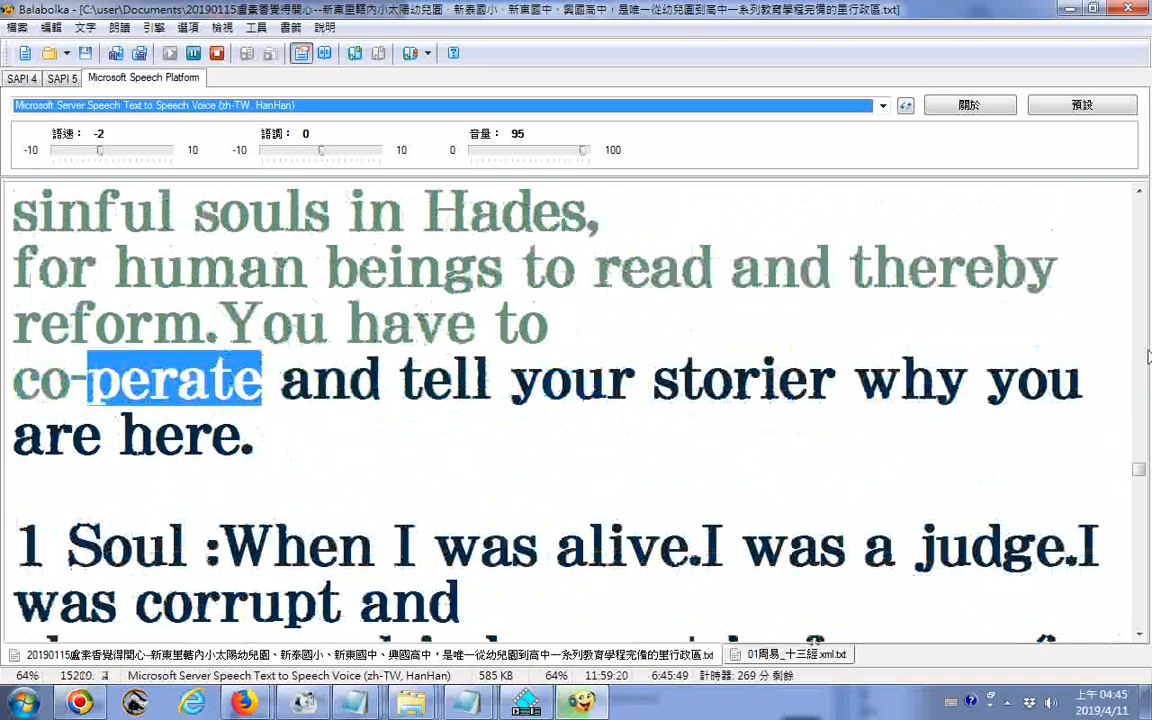 Balabolka - [C:\user\Documents\20190115盧素香覺得開心--新東里轄內小太陽幼兒園、新泰國小、新東國中、興國高中，是唯一從幼兒園到高中一系列教育學程完備的里行政區.txt]
檔案 編輯 文字 朗讀 引擎 選項 檢視 工具 書籤 說明
SAPI 4 SAPI 5 Microsoft Speech Platform
Microsoft Server Speech Text to Speech Voice (zh-TW, HanHan) 關於 預設
語速： -2 語調： 0 音量： 95
-10 10 -10 10 0 100
sinful souls in Hades,
for human beings to read and thereby
reform.You have to
co-perate and tell your storier why you
are here.
1 Soul :When I was alive.I was a judge.I
was corrupt and
20190115盧素香覺得開心--新東里轄內小太陽幼兒園、新泰國小、新東國中、興國高中，是唯一從幼兒園到高中一系列教育學程完備的里行政區.txt 01周易_十三經.xml.txt
64% Microsoft Server Speech Text to Speech Voice (zh-TW, HanHan) 585 KB 64% 11:59:20 6:45:49 計時器: 269 分 剩餘
上午 04:45
2019/4/11